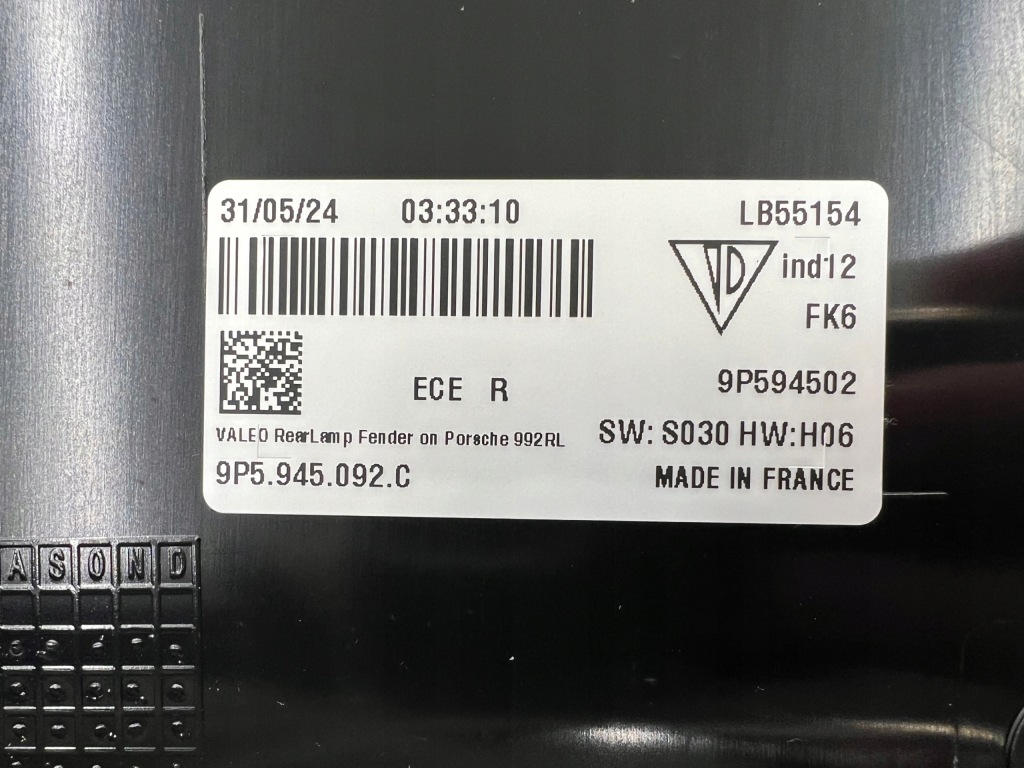 31/05/24 03:33:10 LB55154
ind12
FK6
ECE R 9P594502
VALEO RearLamp Fender on Porsche 992RL SW: S030 HW:H06
9P5.945.092.C MADE IN FRANCE
A S O N D